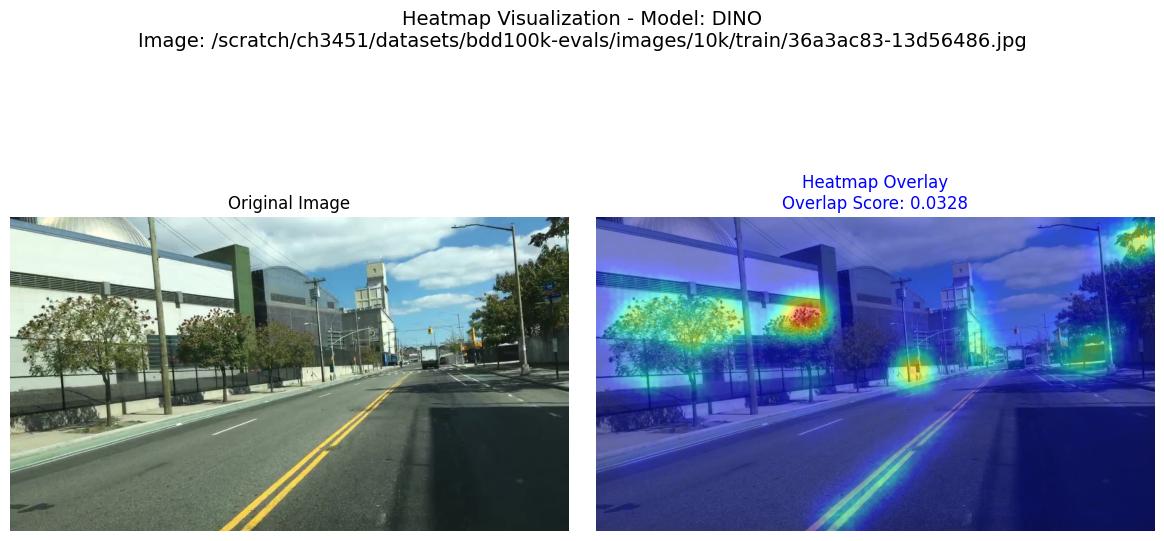 Heatmap Visualization - Model: DINO
Image: /scratch/ch3451/datasets/bdd100k-evals/images/10k/train/36a3ac83-13d56486.jpg
Original Image
Heatmap Overlay
Overlap Score: 0.0328